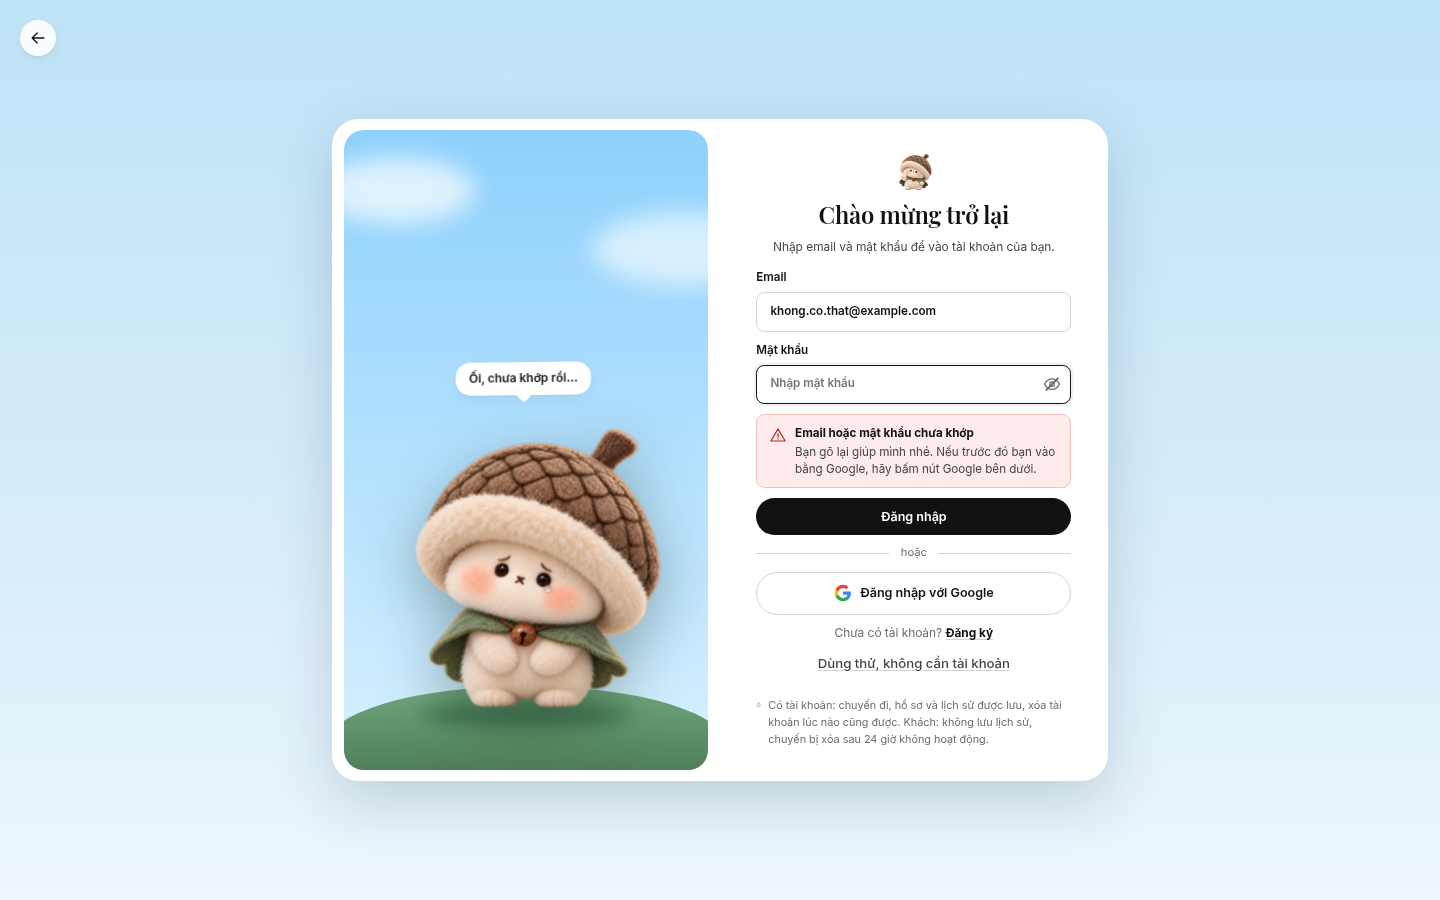 Ối, chưa khớp rồi...
Chào mừng trở lại
Nhập email và mật khẩu để vào tài khoản của bạn.
Email
khong.co.that@example.com
Mật khẩu
Nhập mật khẩu
Email hoặc mật khẩu chưa khớp
Bạn gõ lại giúp mình nhé. Nếu trước đó bạn vào
bằng Google, hãy bấm nút Google bên dưới.
Đăng nhập
hoặc
Đăng nhập với Google
Chưa có tài khoản? Đăng ký
Dùng thử, không cần tài khoản
Có tài khoản: chuyến đi, hồ sơ và lịch sử được lưu, xóa tài
khoản lúc nào cũng được. Khách: không lưu lịch sử,
chuyến bị xóa sau 24 giờ không hoạt động.